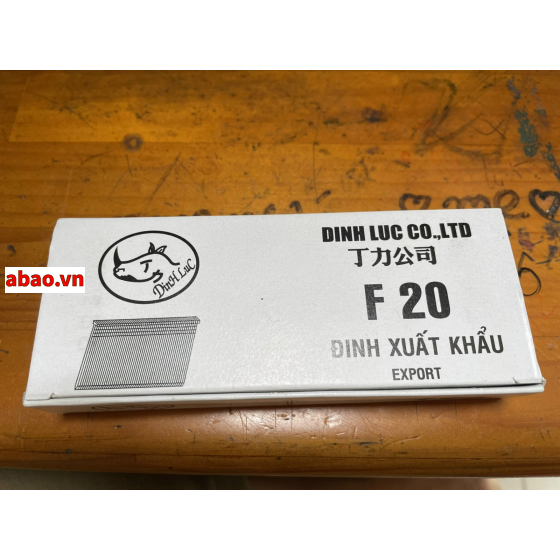 DINH LUC CO.,LTD
丁力公司
F 20
ĐINH XUẤT KHẨU
EXPORT
DinH LuC
abao.vn